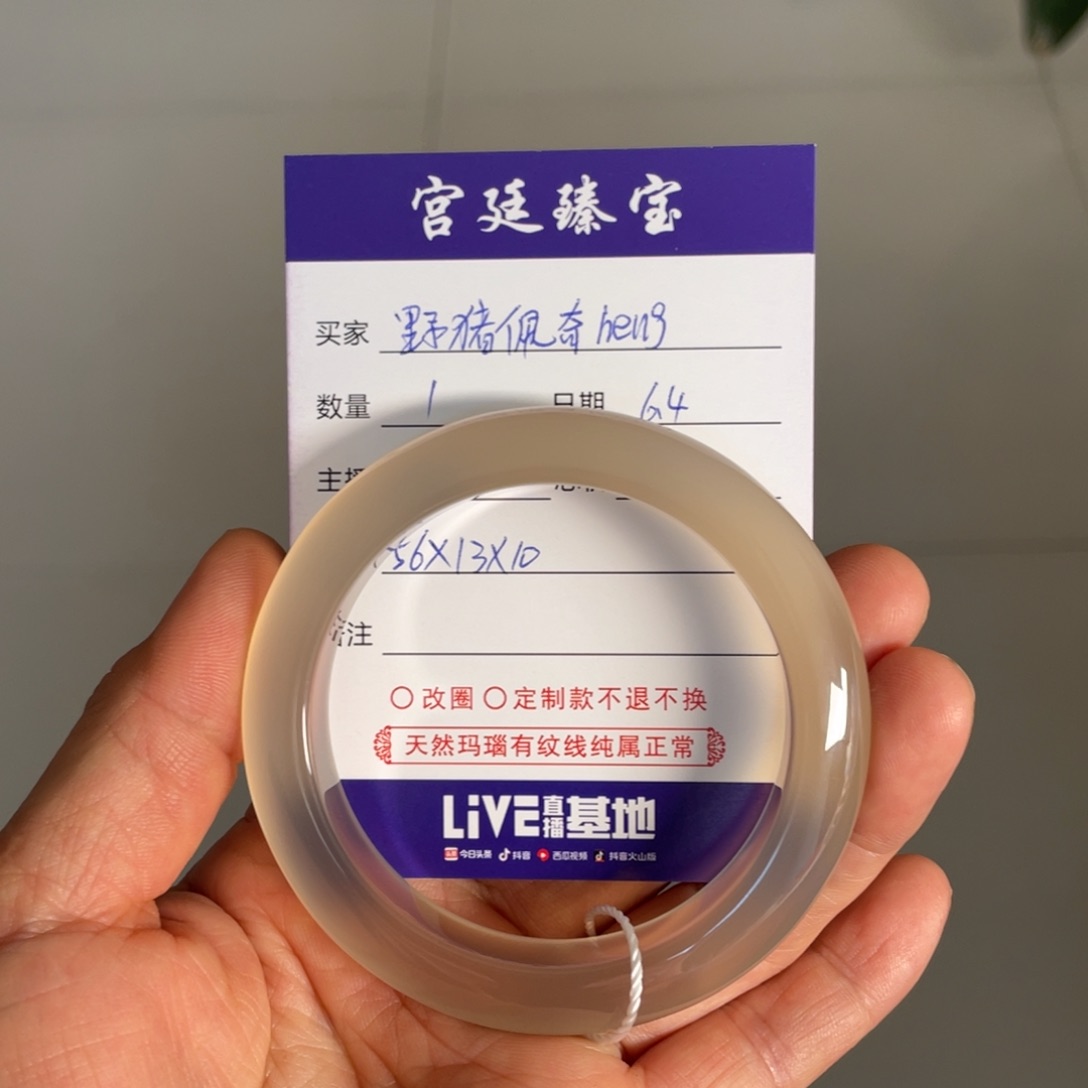 宫廷臻宝
买家 野猪佩奇heng
数量 1 日期 6.4
主播
56X13X10
备注
○改圈○定制款不退不换
天然玛瑙有纹线纯属正常
LiVE直播基地
今日头条 抖音 西瓜视频 抖音火山版